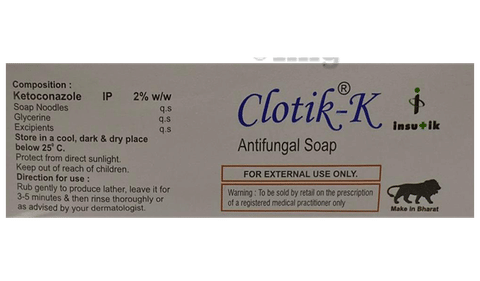 Composition :
Ketoconazole IP 2% w/w
Soap Noodles q.s
Glycerine q.s
Excipients q.s
Store in a cool, dark & dry place
below 25⁰ C.
Protect from direct sunlight.
Keep out of reach of children.
Direction for use :
Rub gently to produce lather, leave it for
3-5 minutes & then rinse thoroughly or
as advised by your dermatologist.
Clotik-K®
Antifungal Soap
FOR EXTERNAL USE ONLY.
Warning : To be sold by retail on the prescription
of a registered medical practitioner only
insutik
Make in Bharat